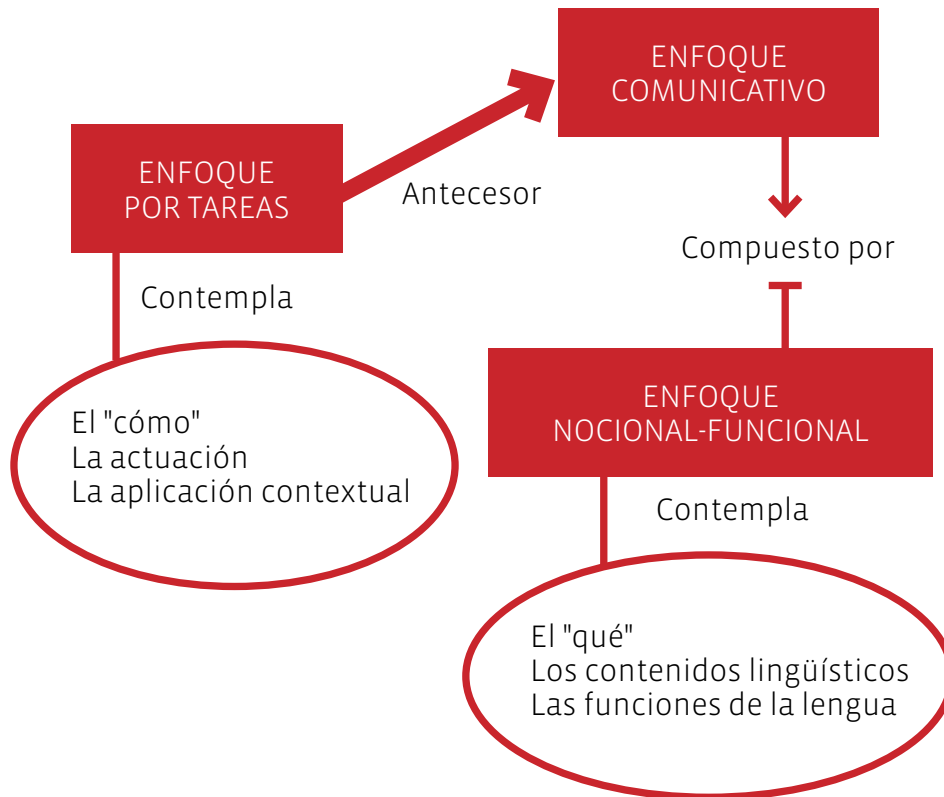 ENFOQUE
COMUNICATIVO
ENFOQUE
POR TAREAS
Antecesor
Compuesto por
Contempla
ENFOQUE
NOCIONAL-FUNCIONAL
El "cómo"
La actuación
La aplicación contextual
Contempla
El "qué"
Los contenidos lingüísticos
Las funciones de la lengua